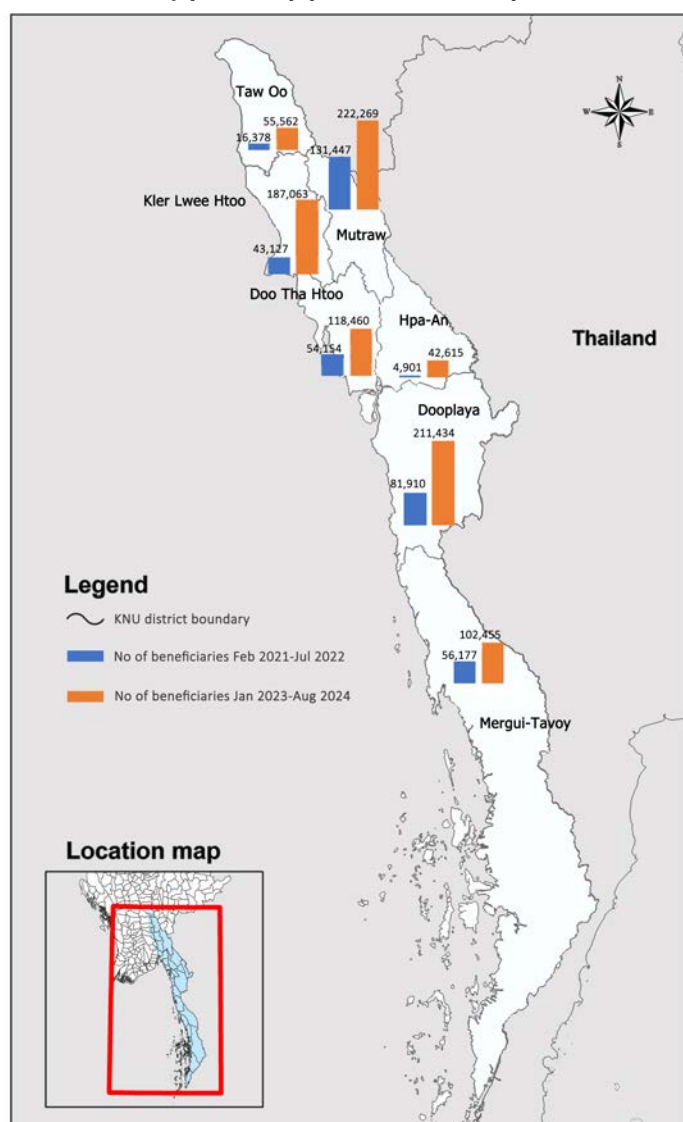 N
W
E
S
Taw Oo
55,562
16,378
222,269
131,447
187,063
Kler Lwee Htoo
43,127
Mutraw
Doo Tha Htoo
118,460
54,154
Hpa-An
42,615
4,901
Thailand
Dooplaya
211,434
81,910
Legend
KNU district boundary
No of beneficiaries Feb 2021-Jul 2022
No of beneficiaries Jan 2023-Aug 2024
102,455
56,177
Mergui-Tavoy
Location map